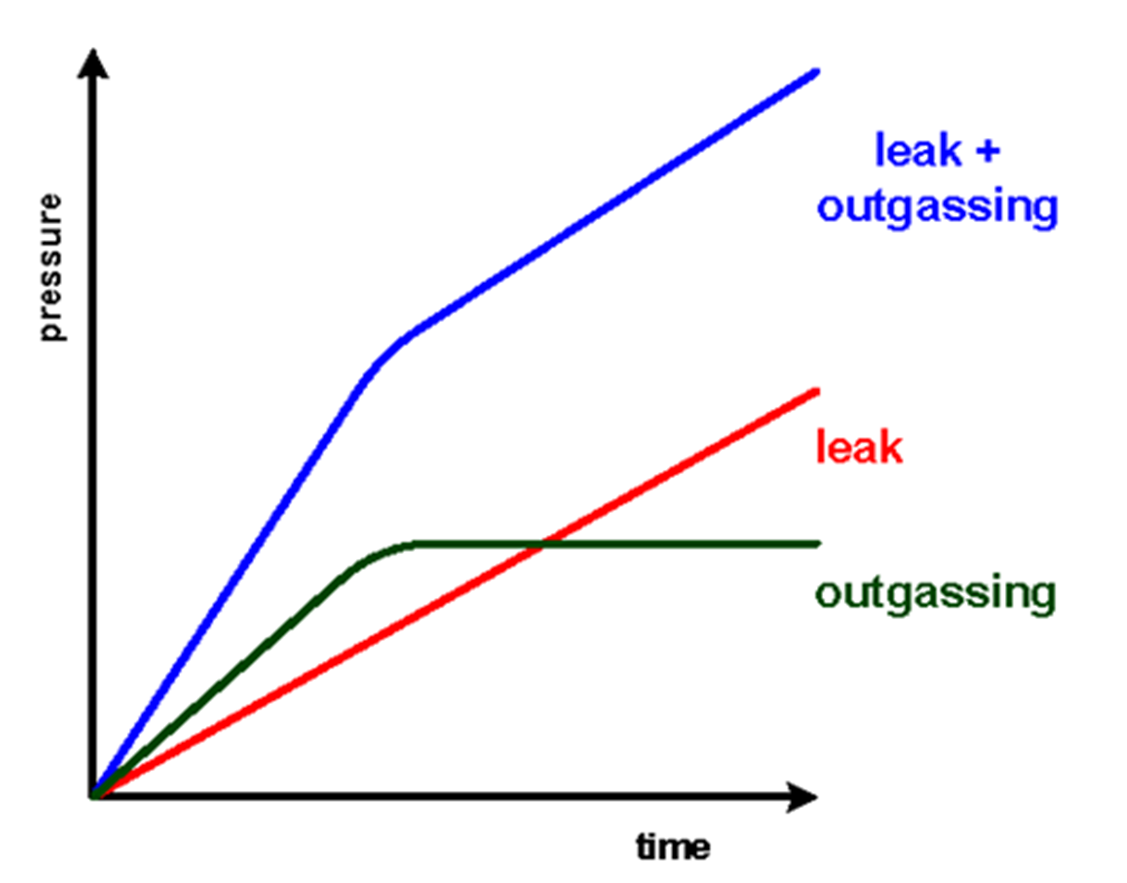 pressure
leak +
outgassing
leak
outgassing
time